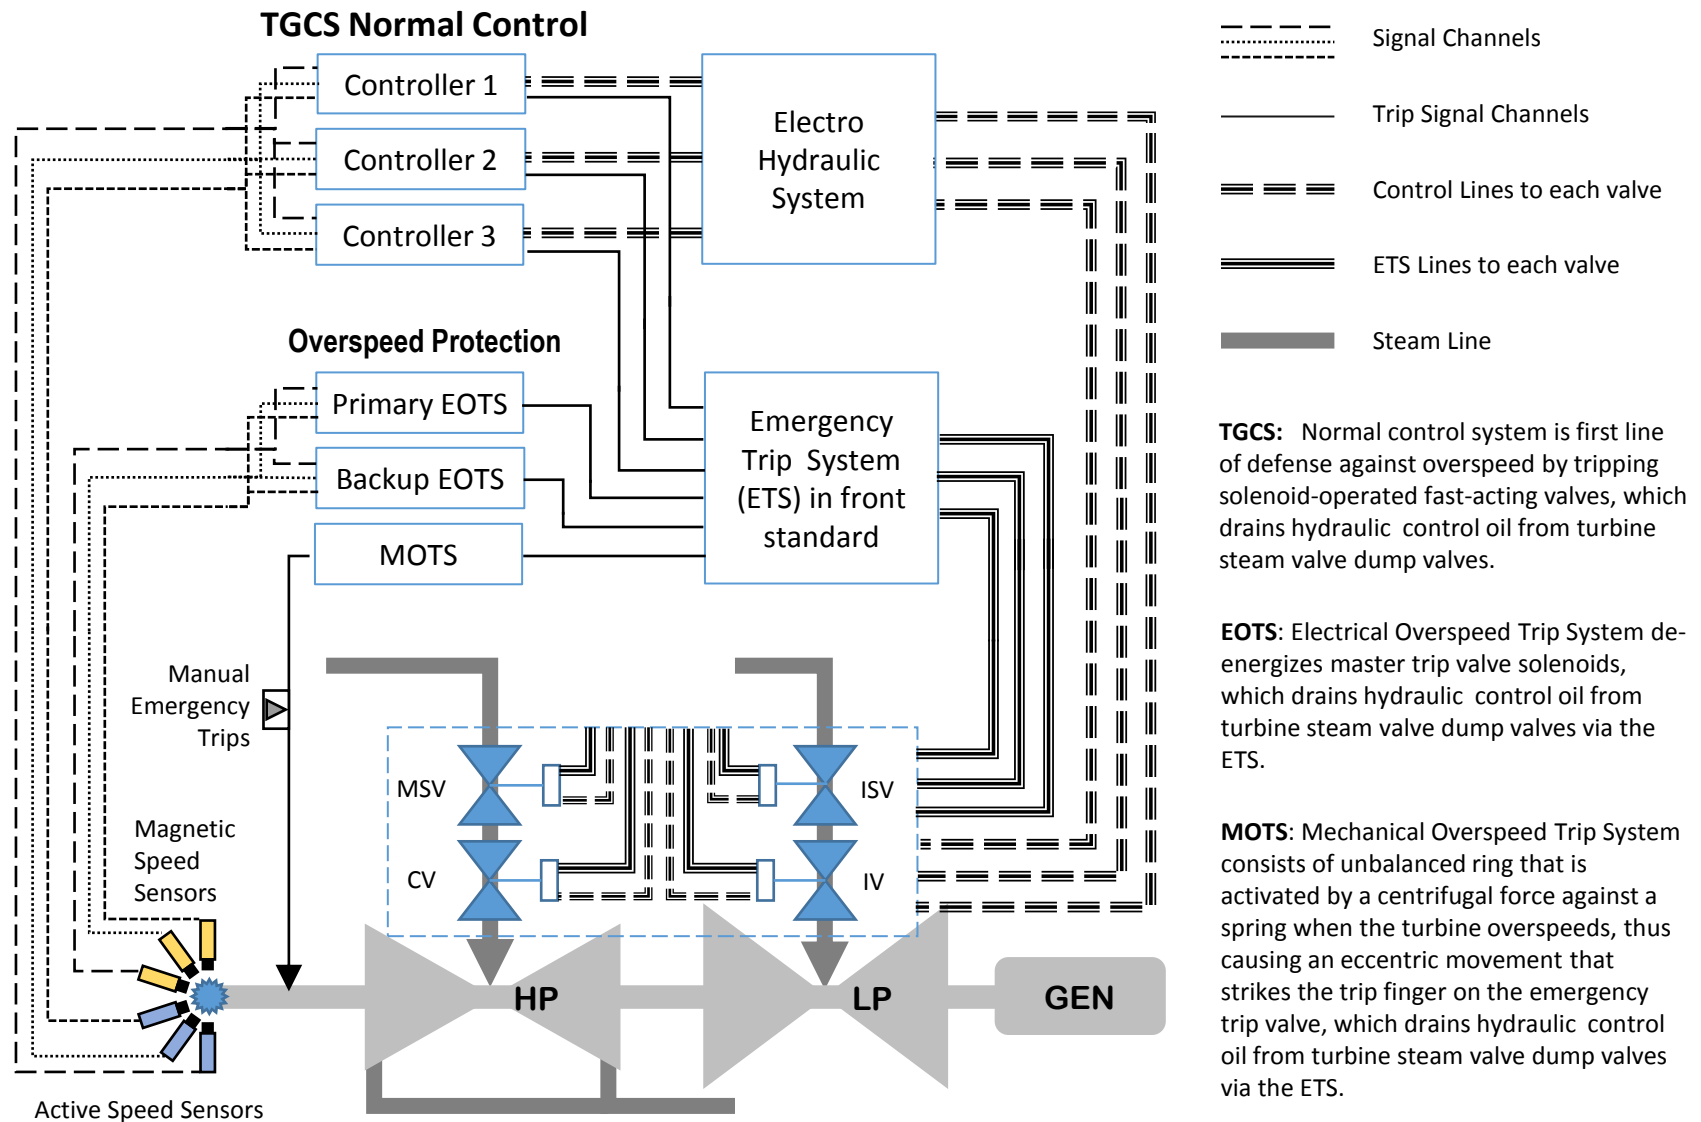 TGCS Normal Control
Controller 1
Controller 2
Controller 3
Electro
Hydraulic
System
Overspeed Protection
Primary EOTS
Backup EOTS
MOTS
Emergency
Trip System
(ETS) in front
standard
Manual
Emergency
Trips
MSV
CV
ISV
IV
Magnetic
Speed
Sensors
HP
LP
GEN
Active Speed Sensors
Signal Channels
Trip Signal Channels
Control Lines to each valve
ETS Lines to each valve
Steam Line
TGCS: Normal control system is first line
of defense against overspeed by tripping
solenoid-operated fast-acting valves, which
drains hydraulic control oil from turbine
steam valve dump valves.
EOTS: Electrical Overspeed Trip System de-
energizes master trip valve solenoids,
which drains hydraulic control oil from
turbine steam valve dump valves via the
ETS.
MOTS: Mechanical Overspeed Trip System
consists of unbalanced ring that is
activated by a centrifugal force against a
spring when the turbine overspeeds, thus
causing an eccentric movement that
strikes the trip finger on the emergency
trip valve, which drains hydraulic control
oil from turbine steam valve dump valves
via the ETS.